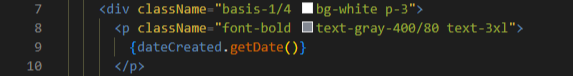 7 <div className="basis-1/4 bg-white p-3">
8 <p className="font-bold text-gray-400/80 text-3xl">
9 {dateCreated.getDate()}
10 </p>